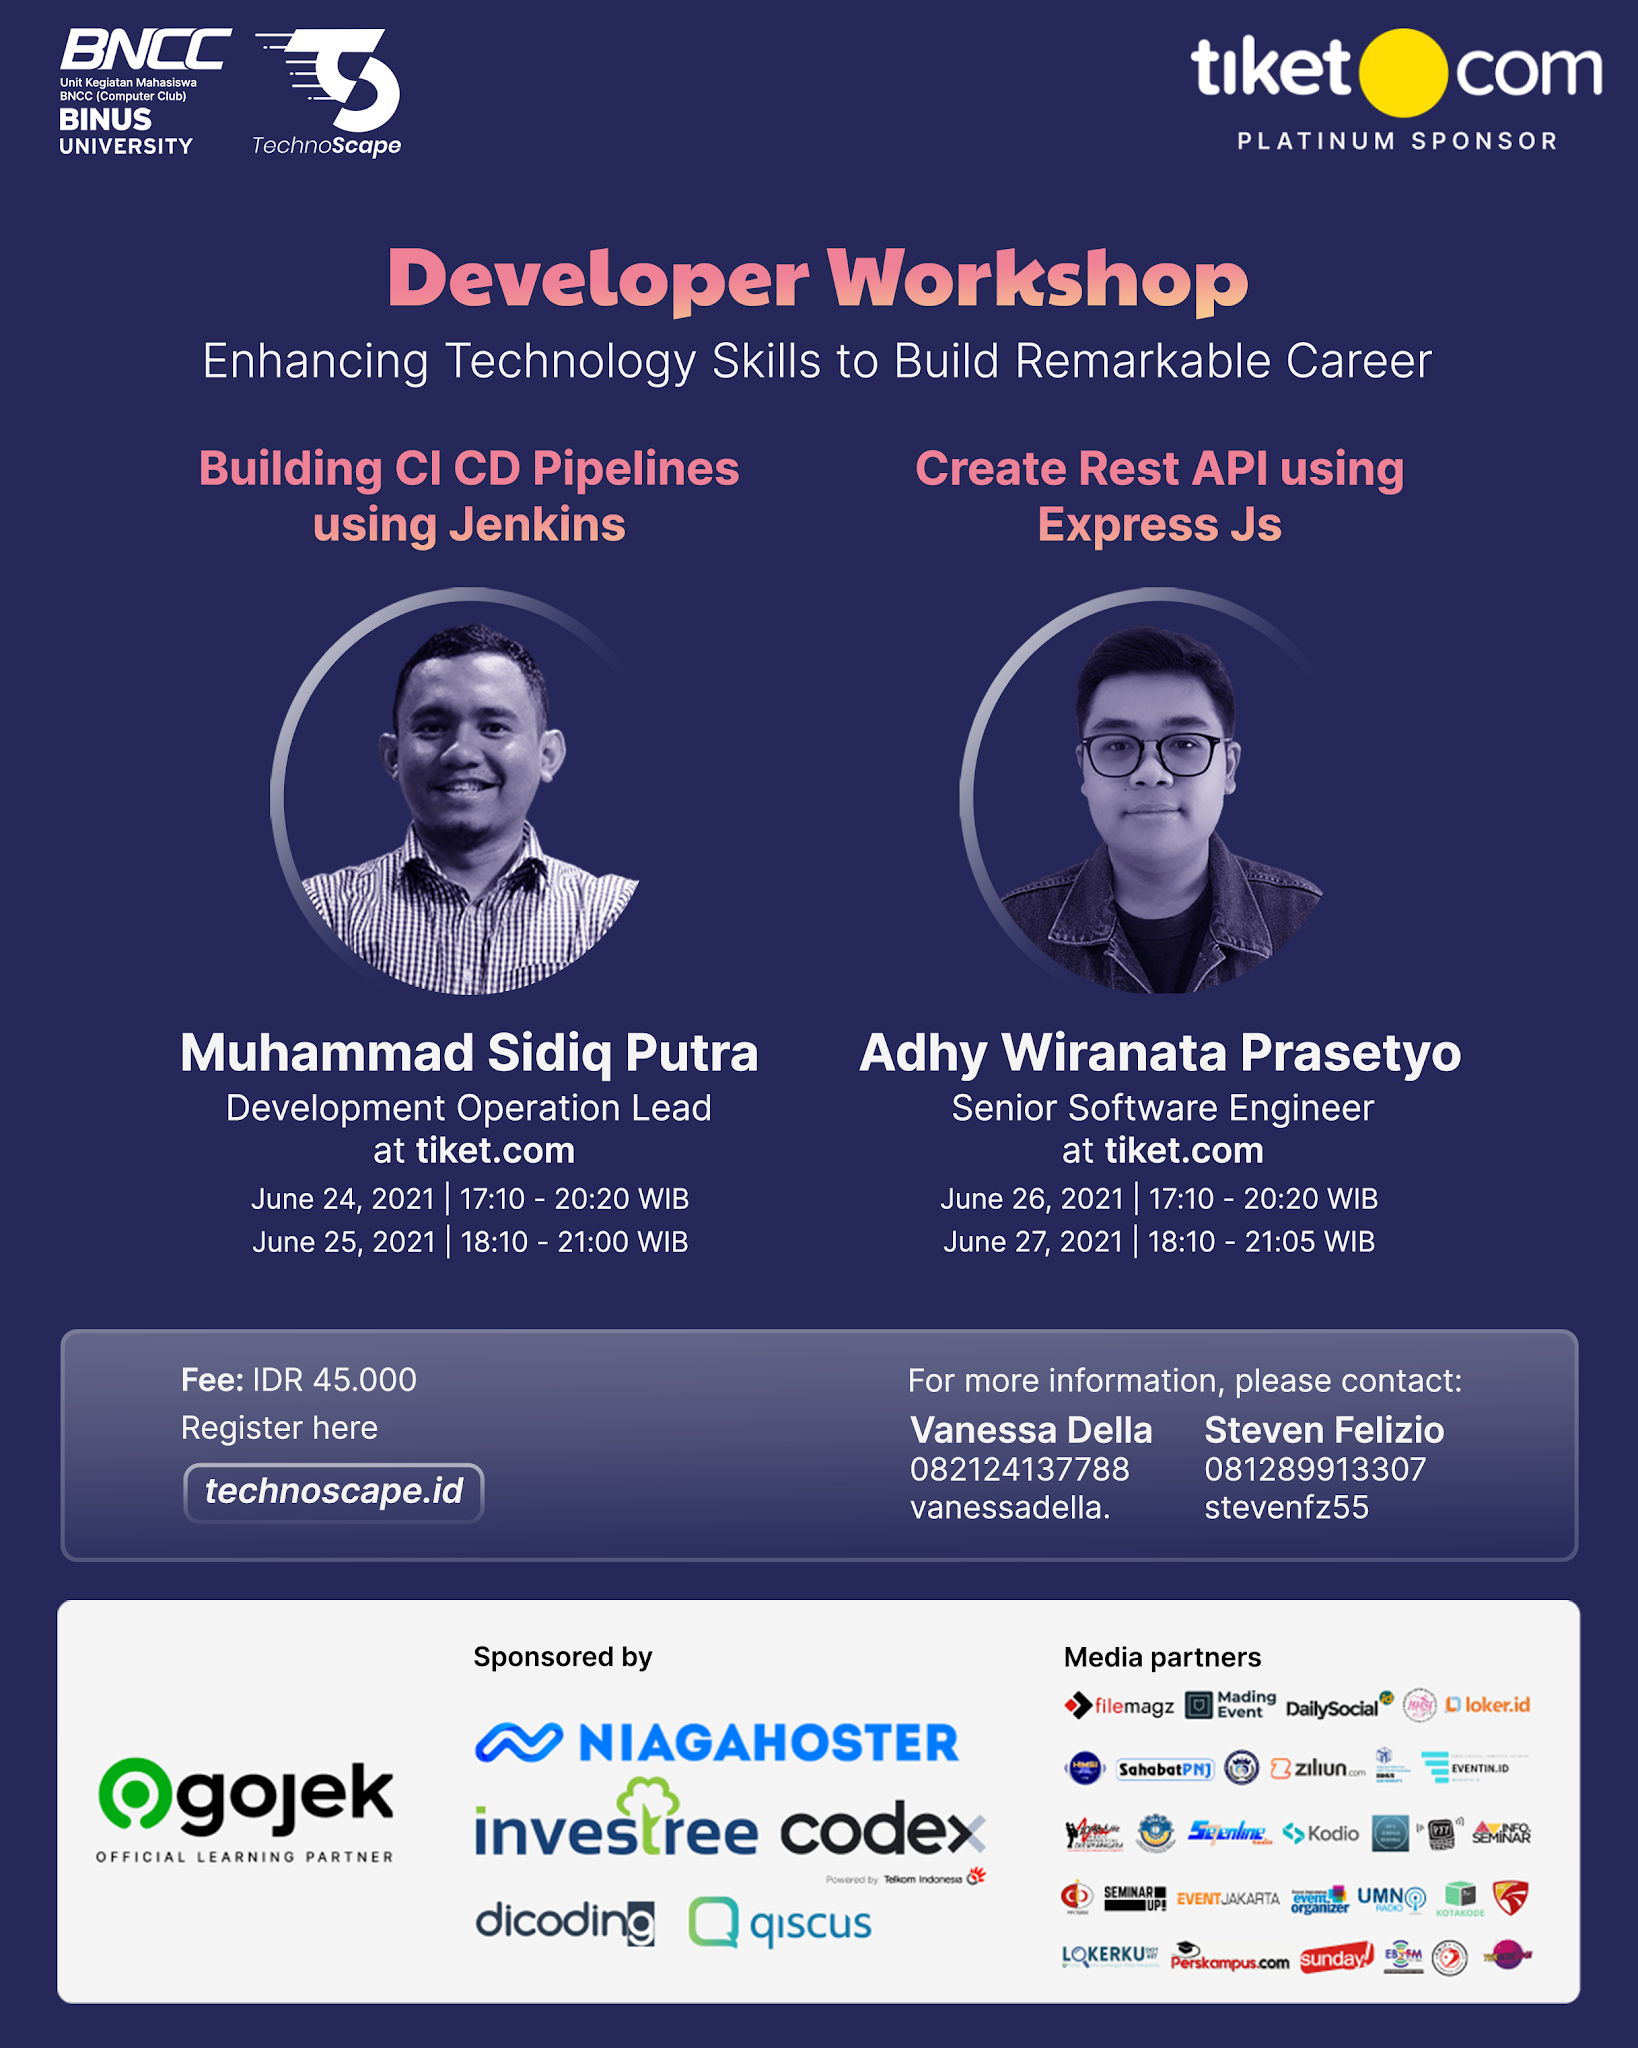 BNCC
Unit Kegiatan Mahasiswa
BNCC (Computer Club)
BINUS
UNIVERSITY
TechnoScape
tiket com
PLATINUM SPONSOR
Developer Workshop
Enhancing Technology Skills to Build Remarkable Career
Building CI CD Pipelines
using Jenkins
Create Rest API using
Express Js
Muhammad Sidiq Putra
Development Operation Lead
at tiket.com
June 24, 2021 | 17:10 - 20:20 WIB
June 25, 2021 | 18:10 - 21:00 WIB
Adhy Wiranata Prasetyo
Senior Software Engineer
at tiket.com
June 26, 2021 | 17:10 - 20:20 WIB
June 27, 2021 | 18:10 - 21:05 WIB
Fee: IDR 45.000
Register here
technoscape.id
For more information, please contact:
Vanessa Della
082124137788
vanessadella.
Steven Felizio
081289913307
stevenfz55
gojek
OFFICIAL LEARNING PARTNER
Sponsored by
NIAGAHOSTER
investree
codex
Powered by Telkom Indonesia
dicoding
qiscus
Media partners
filemagz
Mading
Event
DailySocial id
loker.id
SahabatPNJ
ziliun.com
EVENTIN.ID
Kodio
INFO
SEMINAR
SEMINAR
UP!
EVENTJAKARTA
event
organizer
UMN
RADIO
KOTAKODE
LOKERKU
Perskampus.com
sunday!